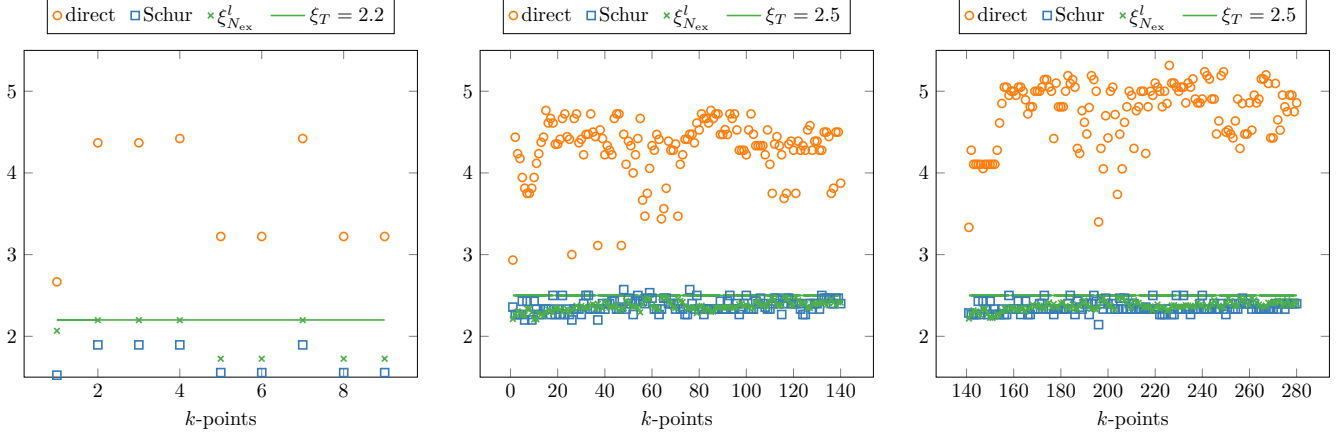 direct Schur ξ^l_{N_ex} ξ_T = 2.2
5
4
3
2
2 4 6 8
k-points
direct Schur ξ^l_{N_ex} ξ_T = 2.5
5
4
3
2
0 20 40 60 80 100 120 140
k-points
direct Schur ξ^l_{N_ex} ξ_T = 2.5
5
4
3
2
140 160 180 200 220 240 260 280
k-points